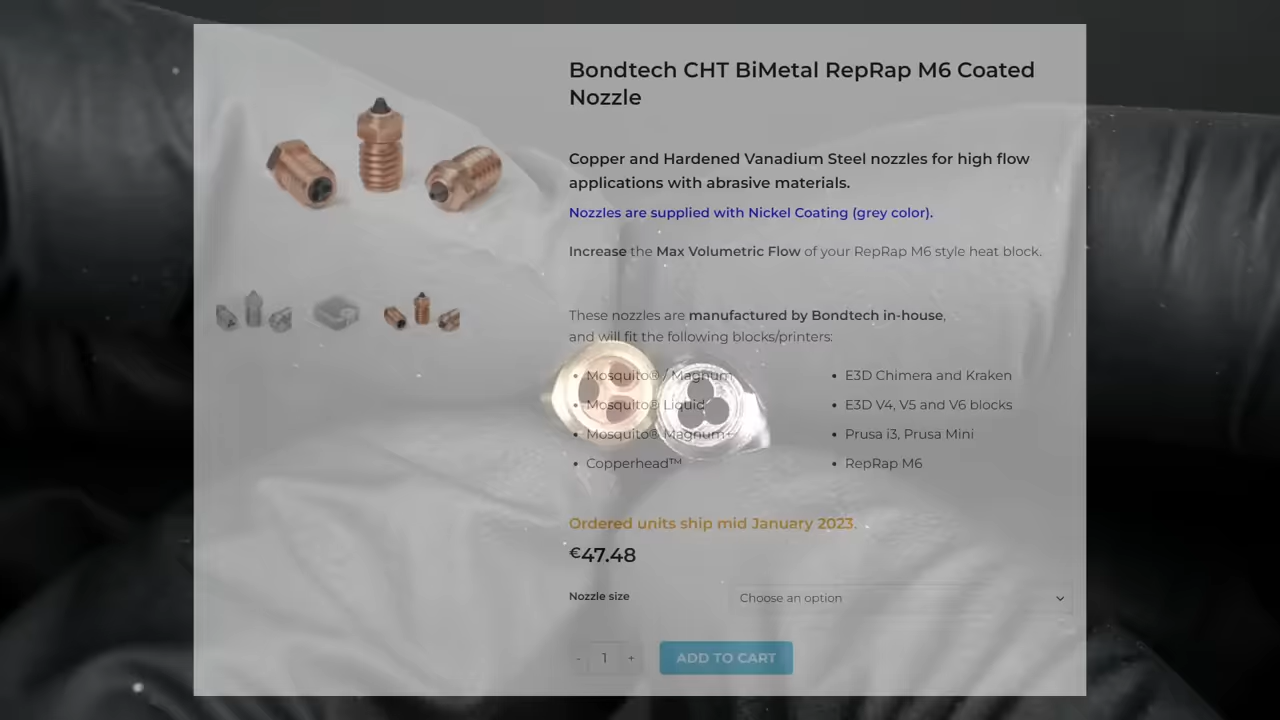 Bondtech CHT BiMetal RepRap M6 Coated
Nozzle
Copper and Hardened Vanadium Steel nozzles for high flow
applications with abrasive materials.
Nozzles are supplied with Nickel Coating (grey color).
Increase the Max Volumetric Flow of your RepRap M6 style heat block.
These nozzles are manufactured by Bondtech in-house,
and will fit the following blocks/printers:
• Mosquito® / Magnum
• Mosquito® Liquid
• Mosquito® Magnum+
• Copperhead™
• E3D Chimera and Kraken
• E3D V4, V5 and V6 blocks
• Prusa i3, Prusa Mini
• RepRap M6
Ordered units ship mid January 2023.
€47.48
Nozzle size
Choose an option
- 1 +
ADD TO CART